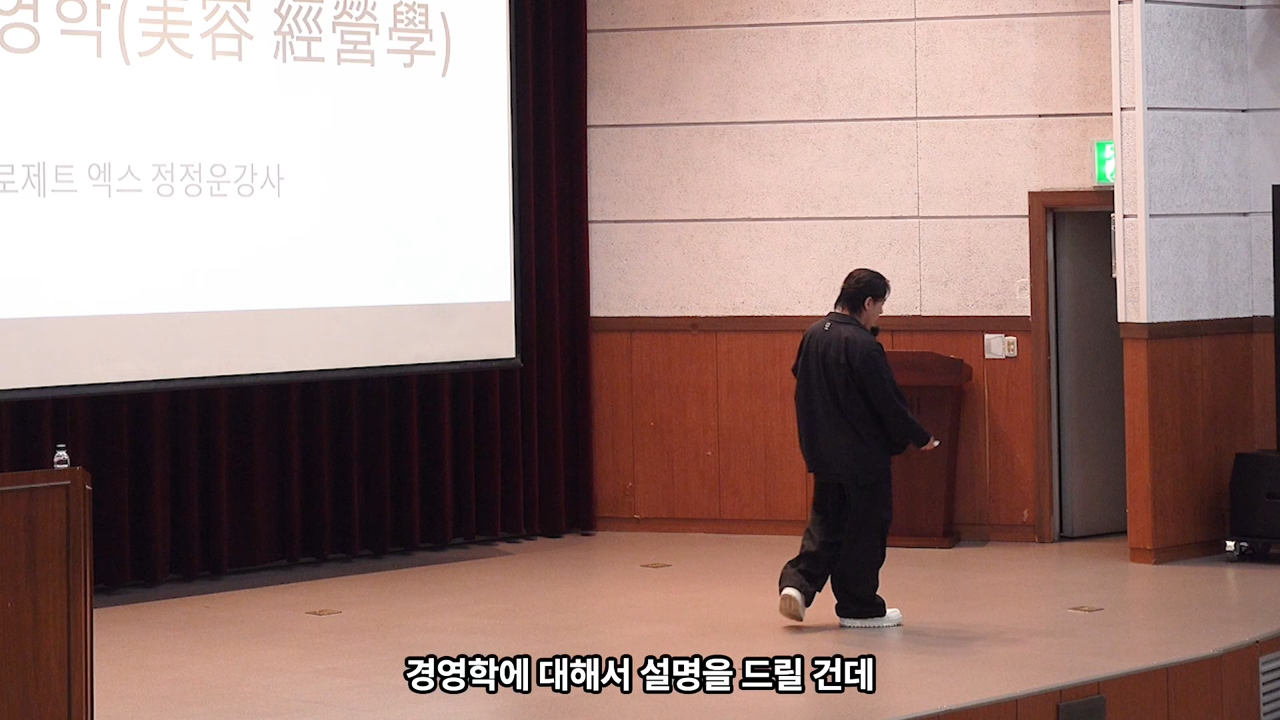 영학(美容 經營學)
로제트 엑스 정정운강사
경영학에 대해서 설명을 드릴 건데